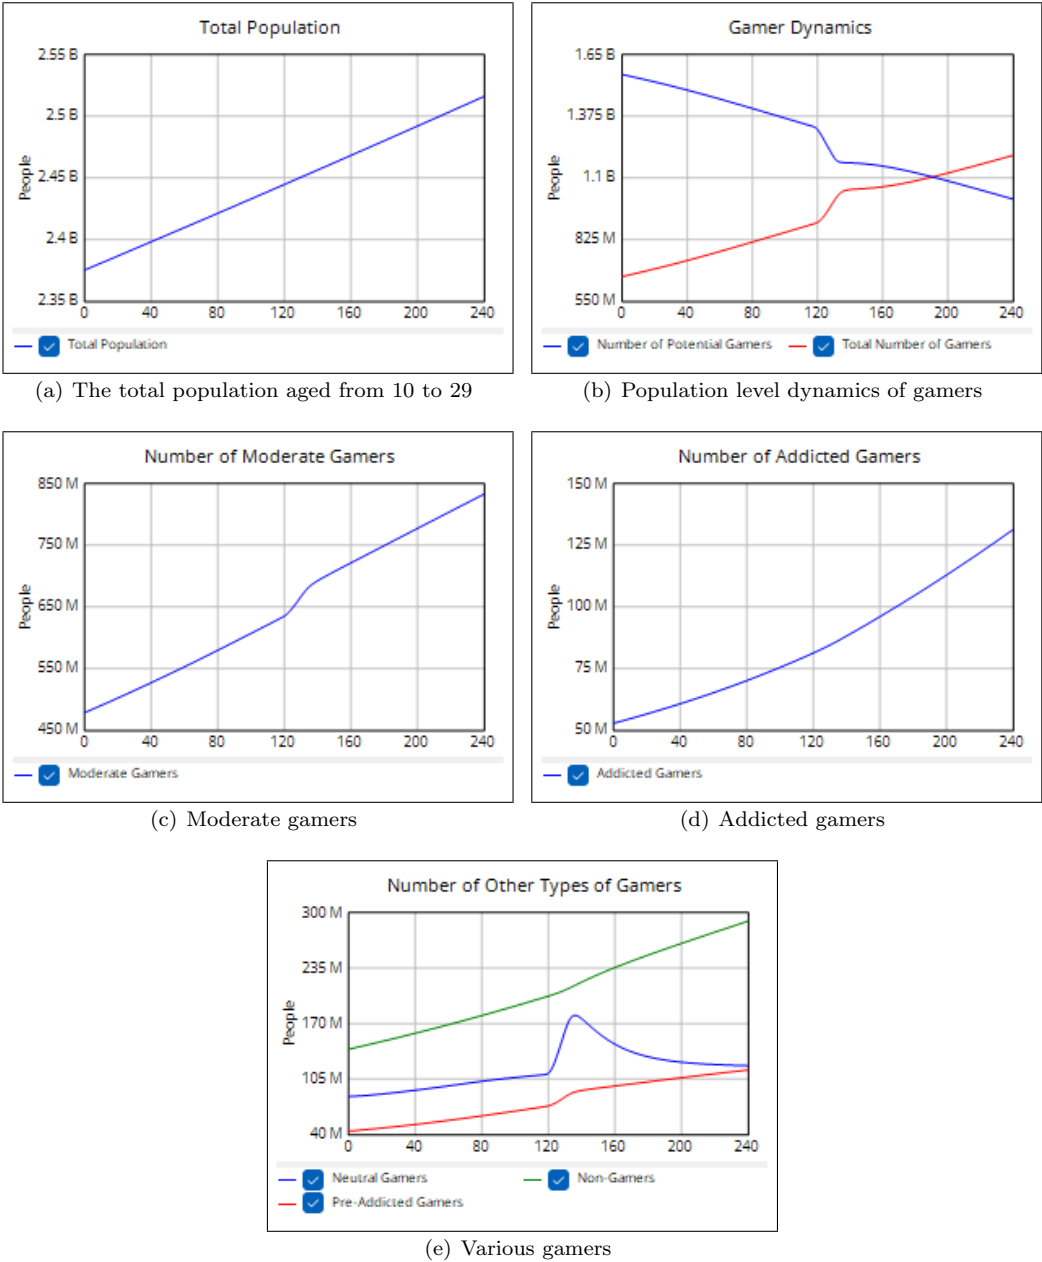 Total Population
2.55 B
2.5 B
2.45 B
2.4 B
2.35 B
People
0 40 80 120 160 200 240
Total Population
(a) The total population aged from 10 to 29
Gamer Dynamics
1.65 B
1.375 B
1.1 B
825 M
550 M
0 40 80 120 160 200 240
Number of Potential Gamers Total Number of Gamers
(b) Population level dynamics of gamers
Number of Moderate Gamers
850 M
750 M
650 M
550 M
450 M
People
0 40 80 120 160 200 240
Moderate Gamers
(c) Moderate gamers
Number of Addicted Gamers
150 M
125 M
100 M
75 M
50 M
People
0 40 80 120 160 200 240
Addicted Gamers
(d) Addicted gamers
Number of Other Types of Gamers
300 M
235 M
170 M
105 M
40 M
People
0 40 80 120 160 200 240
Neutral Gamers Non-Gamers
Pre-Addicted Gamers
(e) Various gamers